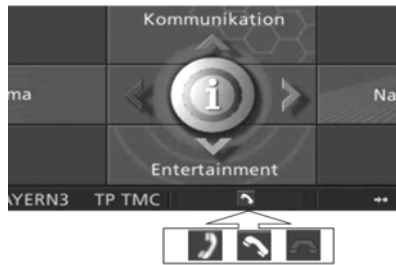 Kommunikation
ma
i
Na
Entertainment
AYERN3 TP TMC